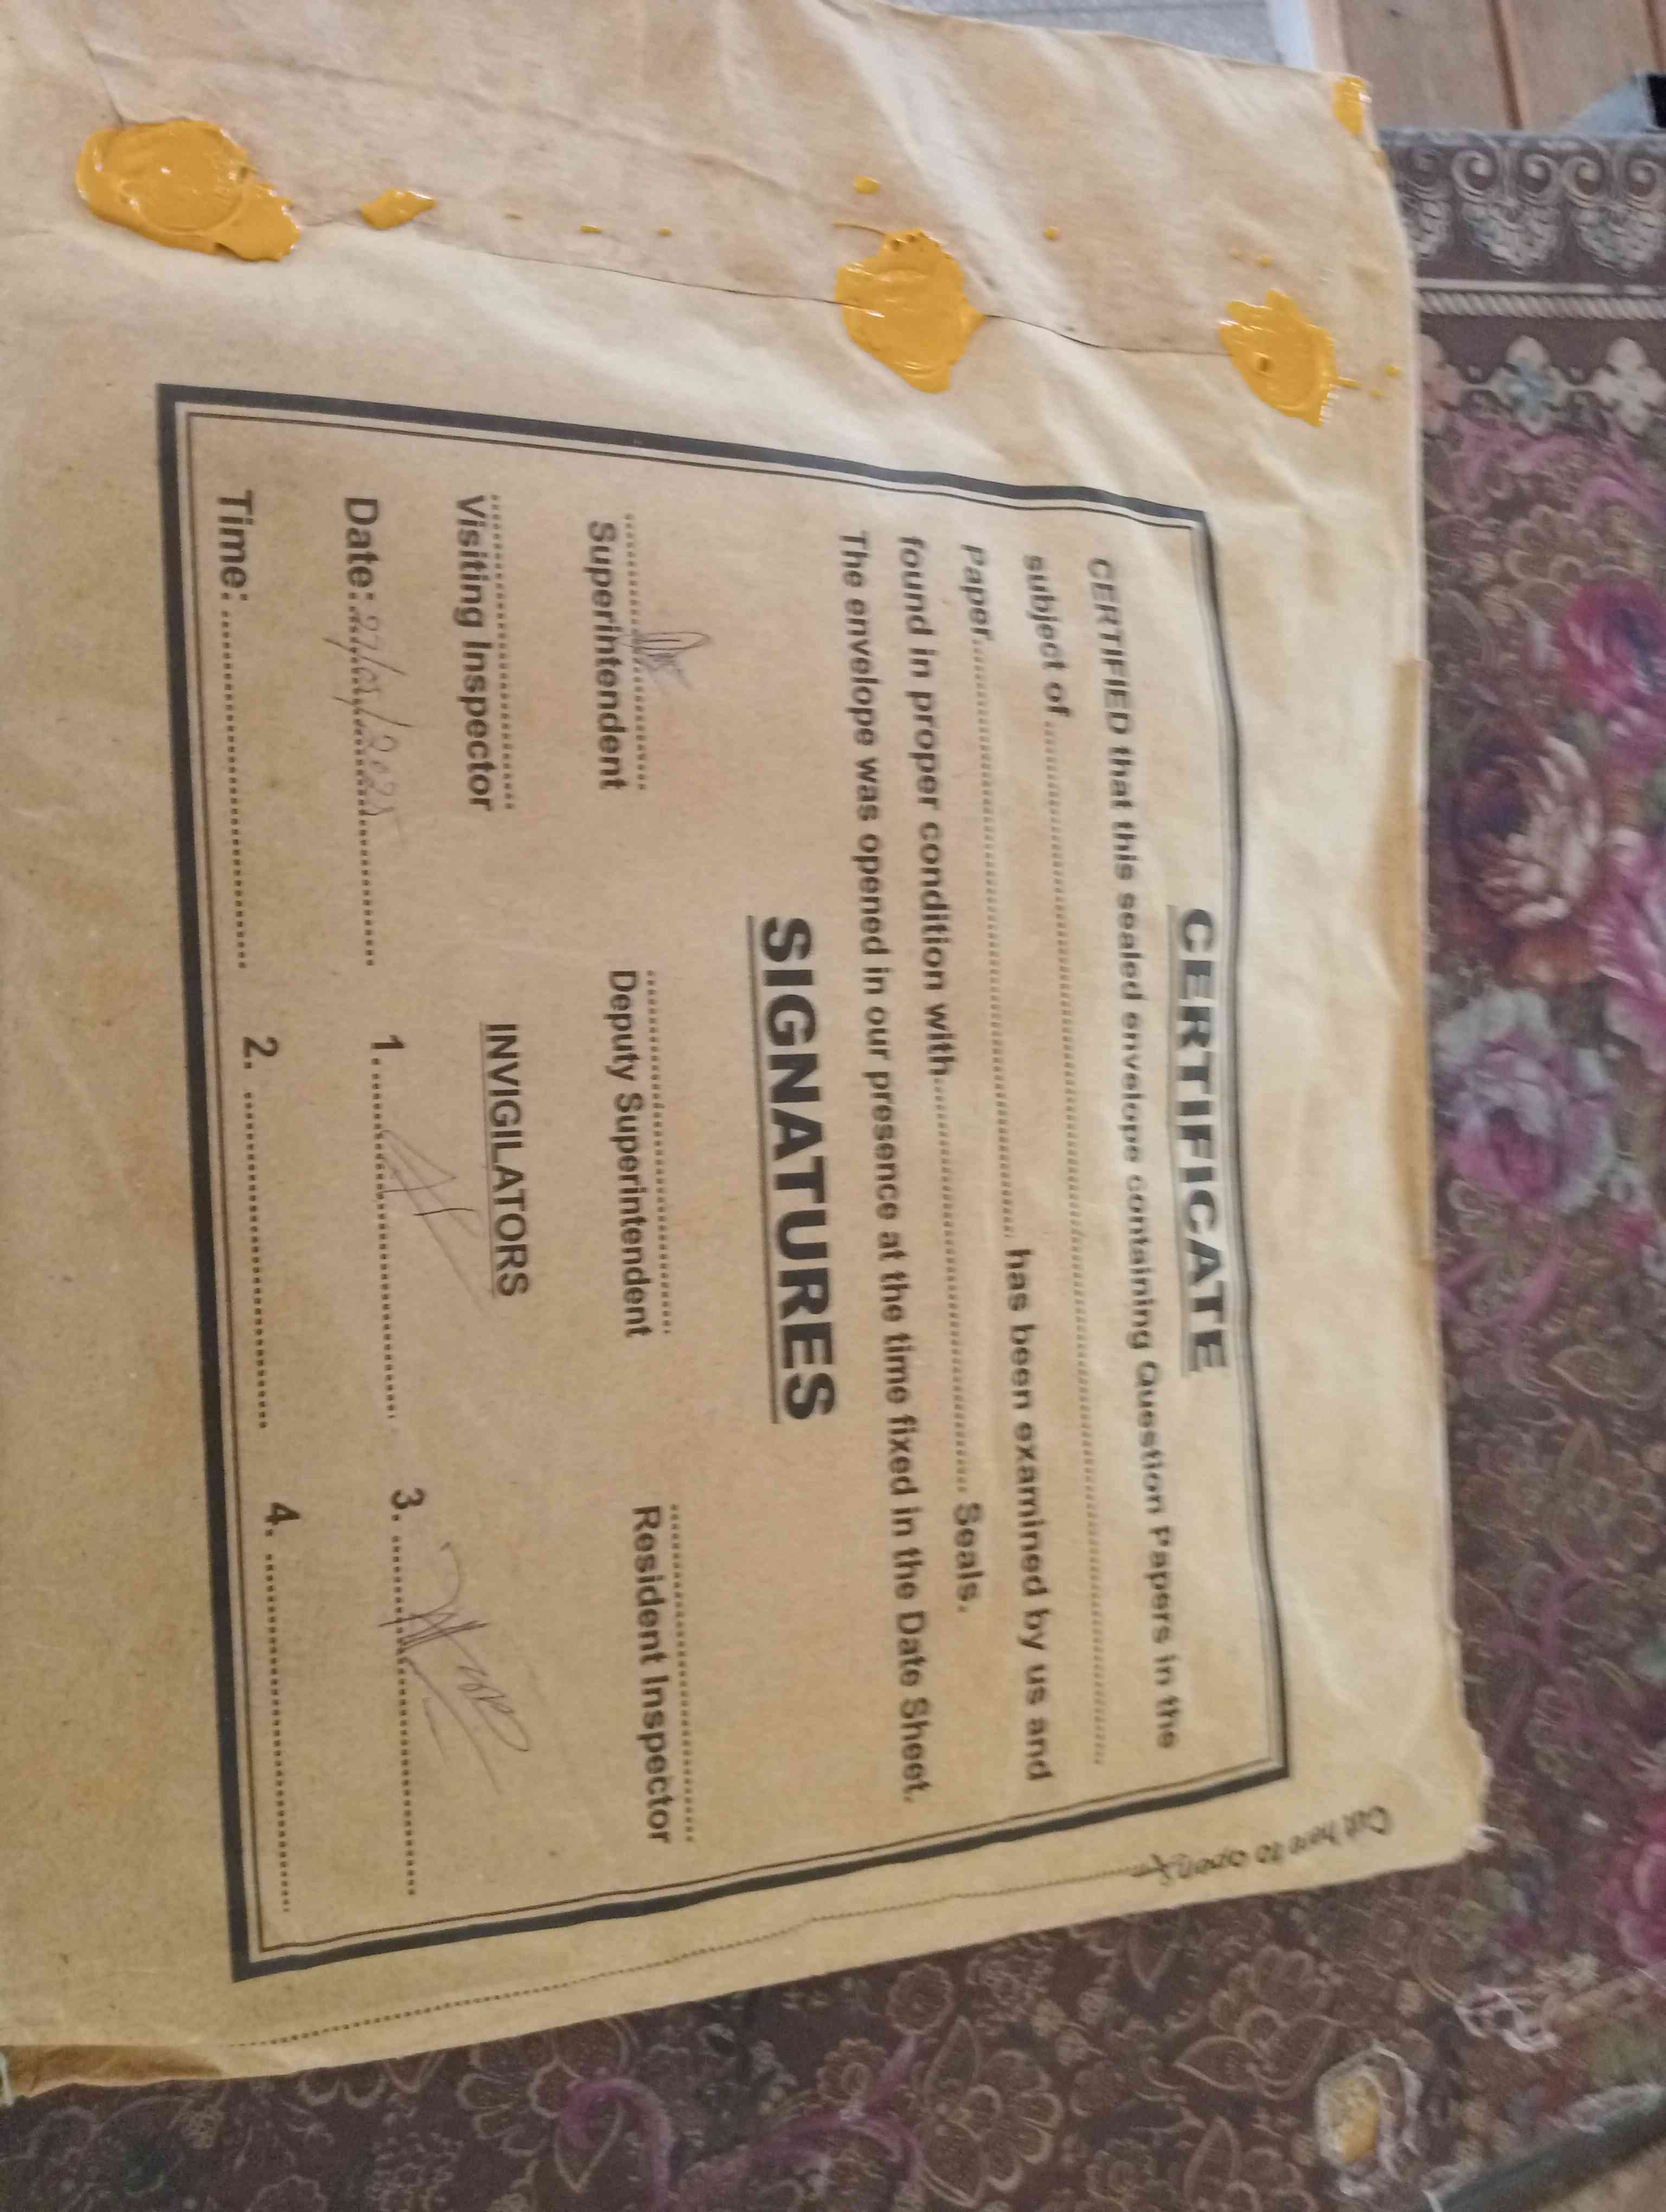 CERTIFICATE
CERTIFIED that this sealed envelope containing Question Papers in the
subject of........................................................................
Paper........................................ has been examined by us and
found in proper condition with........................................ Seals.
The envelope was opened in our presence at the time fixed in the Date Sheet.
SIGNATURES
Superintendent Deputy Superintendent Resident Inspector
Visiting Inspector INVIGILATORS
Date: 27/03/2025 1. 3.
Time: 2. 4.
Cut here to open